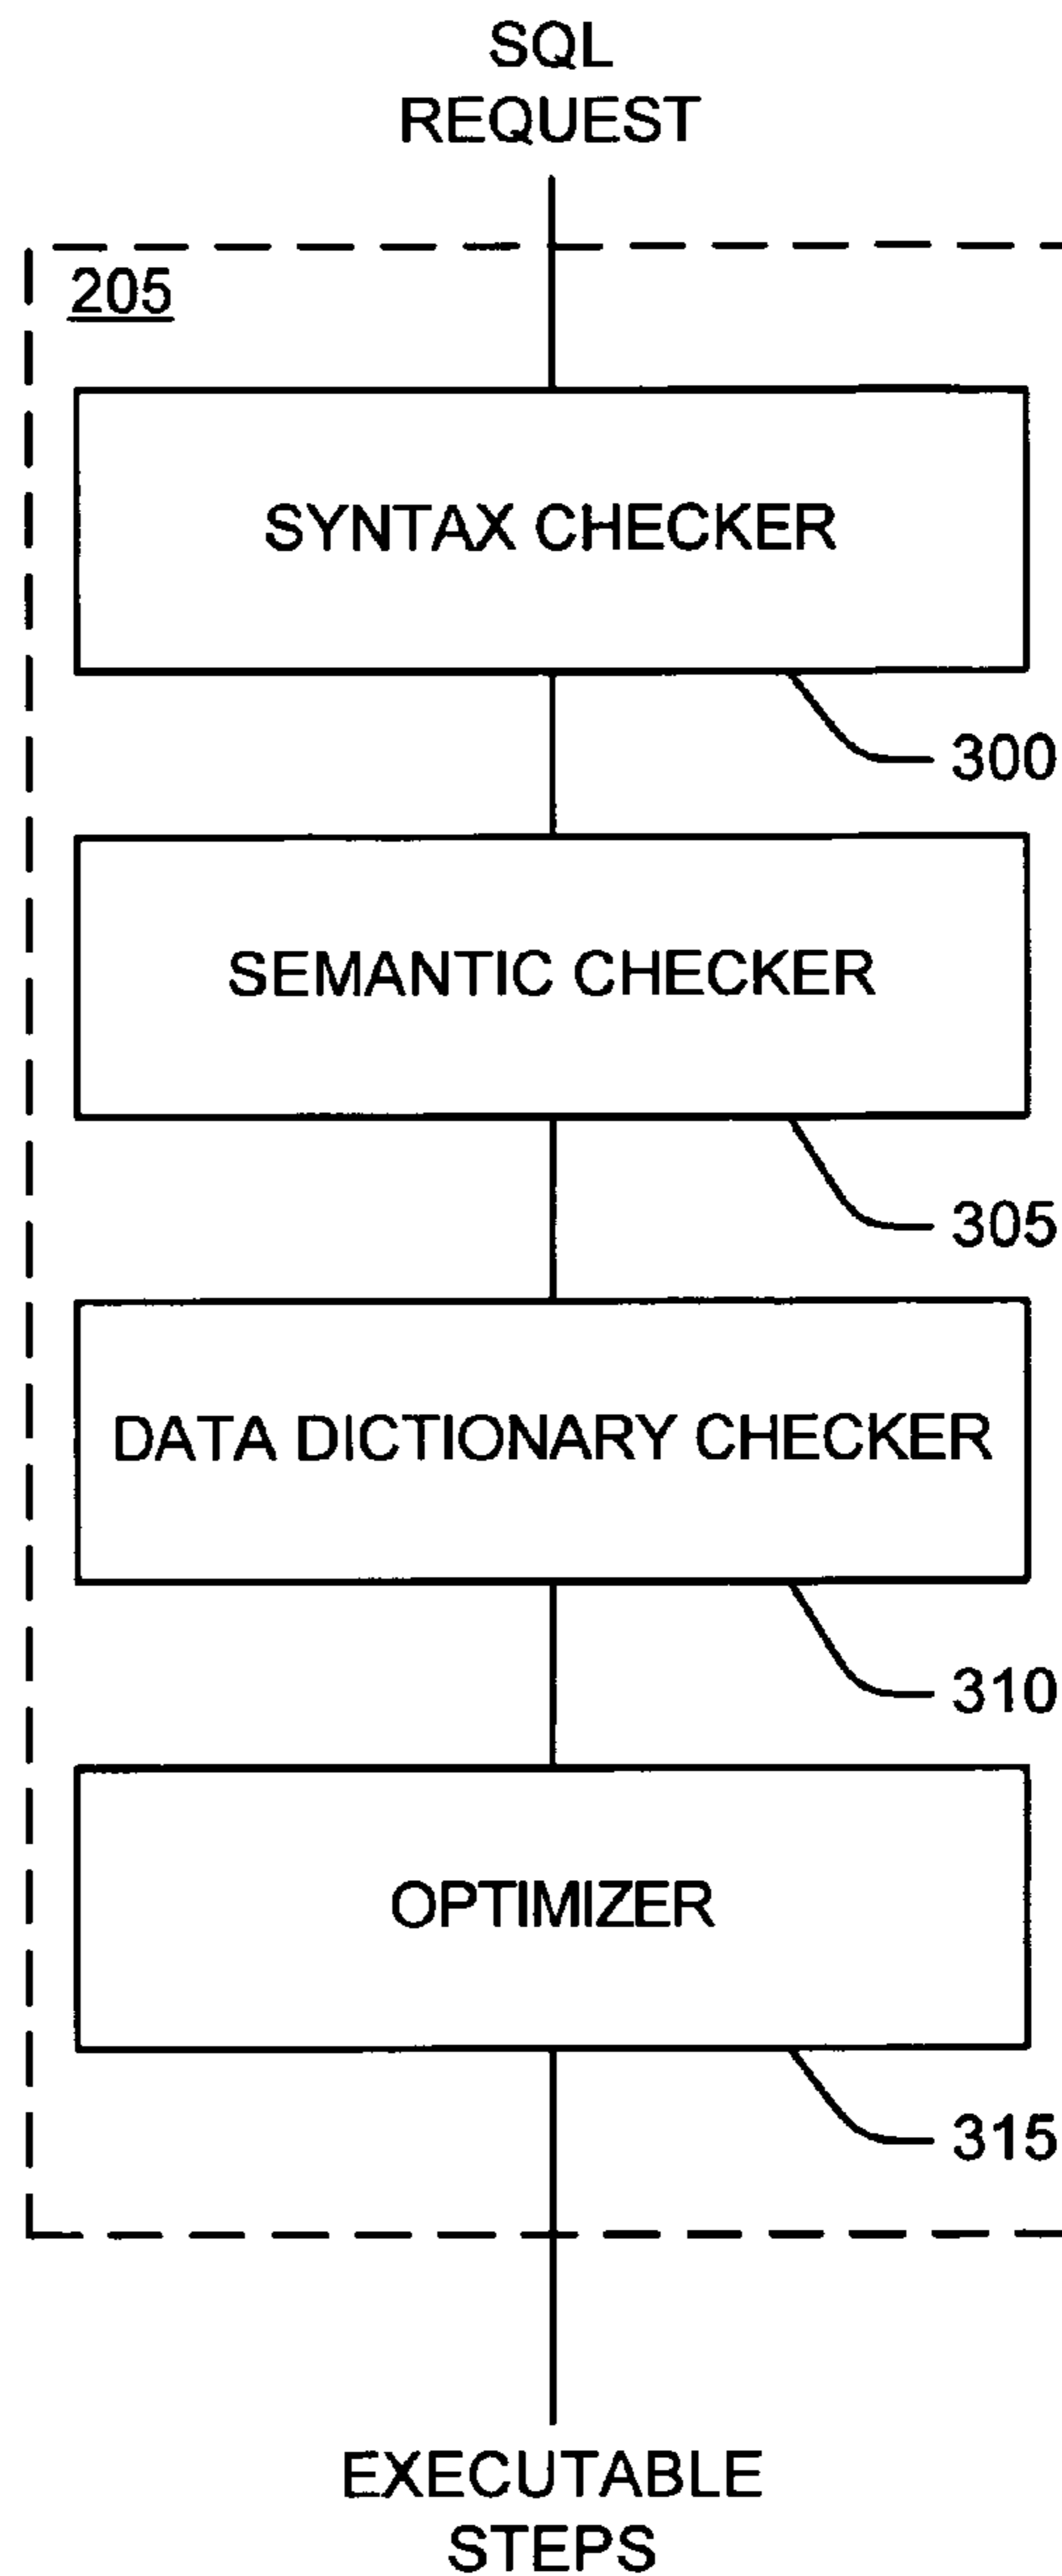 SQL
REQUEST
205
SYNTAX CHECKER
300
SEMANTIC CHECKER
305
DATA DICTIONARY CHECKER
310
OPTIMIZER
315
EXECUTABLE
STEPS